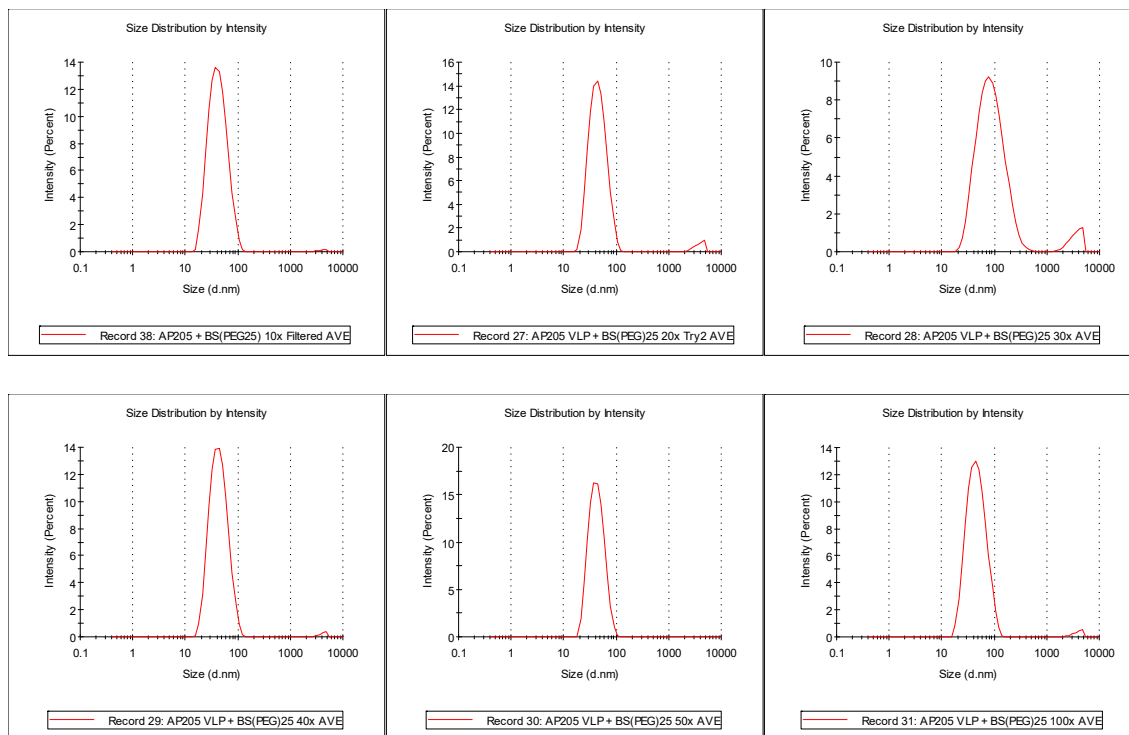 Size Distribution by Intensity
14
12
10
8
6
4
2
0
0.1 1 10 100 1000 10000
Intensity (Percent)
Size (d.nm)
Record 38: AP205 + BS(PEG25) 10x Filtered AVE
Size Distribution by Intensity
16
14
12
10
8
6
4
2
0
0.1 1 10 100 1000 10000
Intensity (Percent)
Size (d.nm)
Record 27: AP205 VLP + BS(PEG)25 20x Try2 AVE
Size Distribution by Intensity
10
8
6
4
2
0
0.1 1 10 100 1000 10000
Intensity (Percent)
Size (d.nm)
Record 28: AP205 VLP + BS(PEG)25 30x AVE
Size Distribution by Intensity
14
12
10
8
6
4
2
0
0.1 1 10 100 1000 10000
Intensity (Percent)
Size (d.nm)
Record 29: AP205 VLP + BS(PEG)25 40x AVE
Size Distribution by Intensity
20
15
10
5
0
0.1 1 10 100 1000 10000
Intensity (Percent)
Size (d.nm)
Record 30: AP205 VLP + BS(PEG)25 50x AVE
Size Distribution by Intensity
14
12
10
8
6
4
2
0
0.1 1 10 100 1000 10000
Intensity (Percent)
Size (d.nm)
Record 31: AP205 VLP + BS(PEG)25 100x AVE